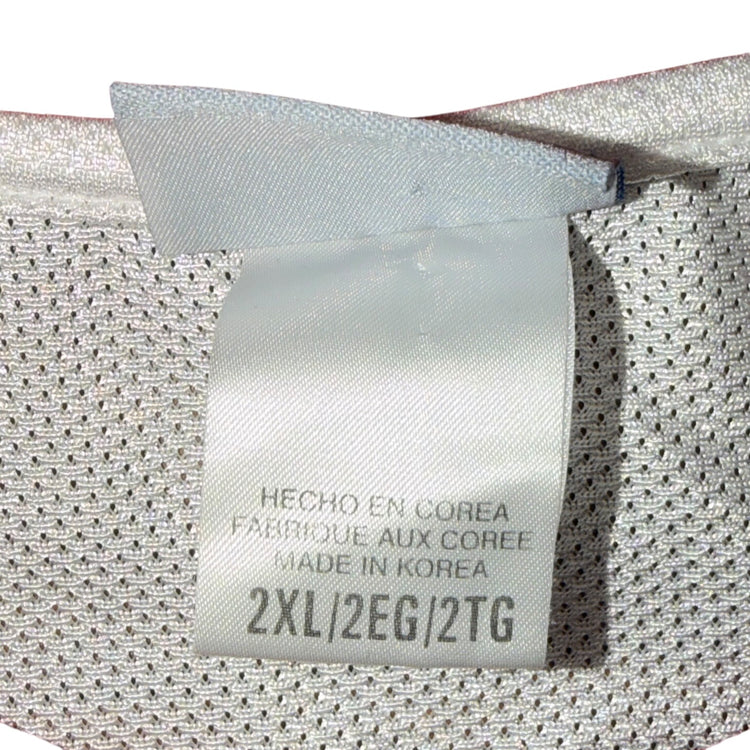 HECHO EN COREA
FABRIQUE AUX COREE
MADE IN KOREA
2XL/2EG/2TG